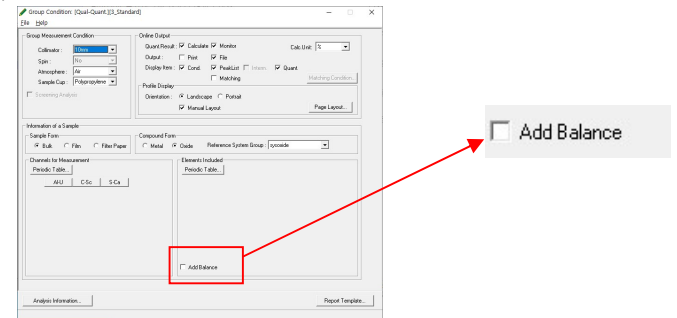 Group Condition: [Qual-Quant.][3_Standard]
File Help
Group Measurement Condition
Collimator : 10mm
Spin : No
Atmosphere : Air
Sample Cup : Polypropylene
Screening Analysis
Online Output
Quant Result : Calculate Monitor Calc.Unit: %
Output : Print File
Display Item : Cond. PeakList Intens. Quant
Matching Matching Condition...
Profile Display
Orientation : Landscape Portrait
Manual Layout Page Layout...
Information of a Sample
Sample Form
Bulk Film Filter Paper
Compound Form
Metal Oxide Reference System Group : sysoxide
Channels for Measurement
Periodic Table...
Al-U C-Sc S-Ca
Elements Included
Periodic Table...
Add Balance
Analysis Information... Report Template...
Add Balance